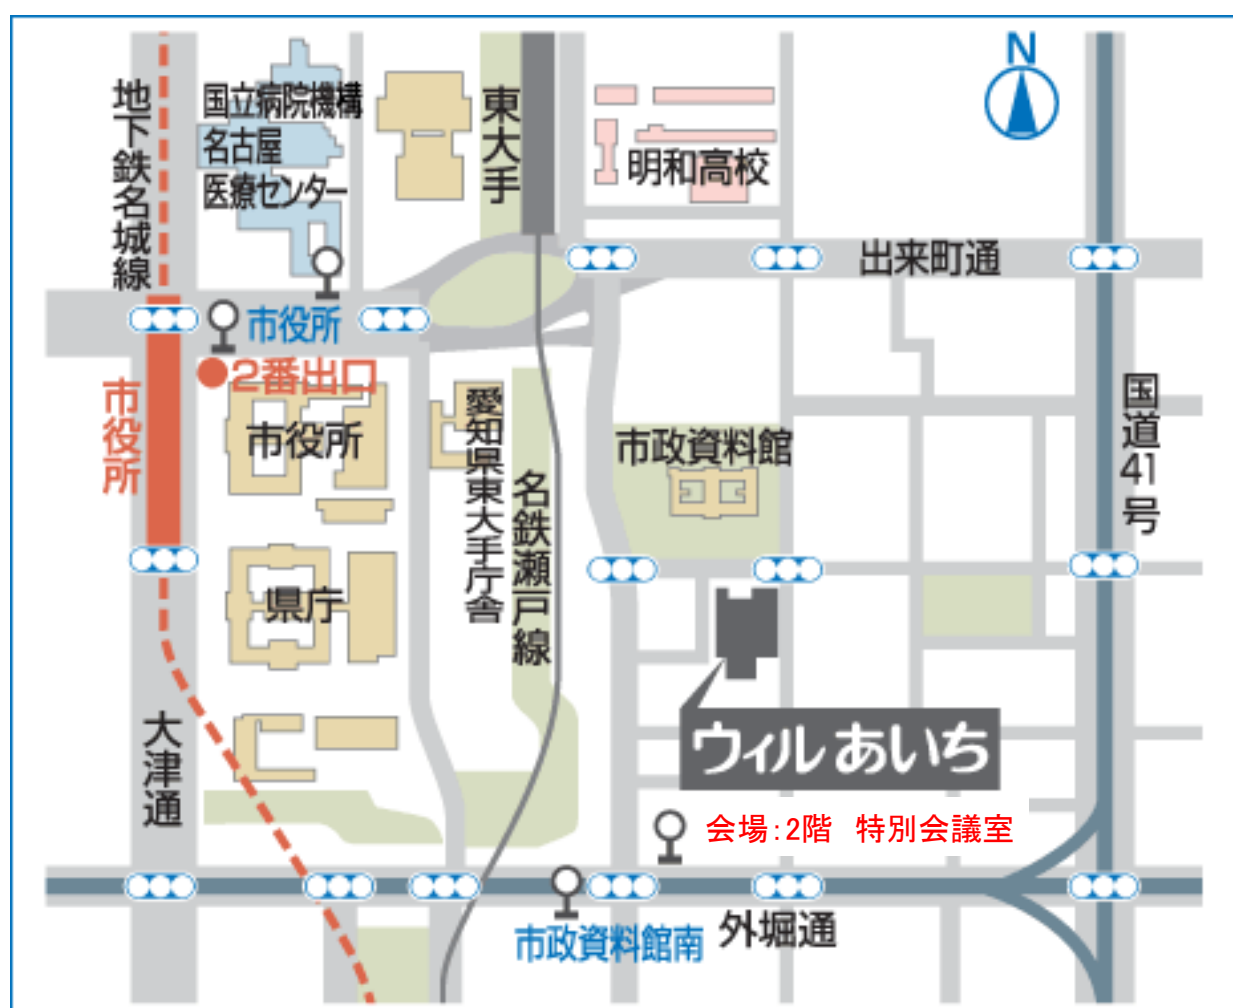 N
地下鉄名城線
国立病院機構
名古屋
医療センター
東大手
明和高校
出来町通
市役所
2番出口
市役所
市役所
愛知県東大手庁舎
名鉄瀬戸線
市政資料館
国道41号
県庁
大津通
ウィルあいち
会場：2階　特別会議室
市政資料館南
外堀通